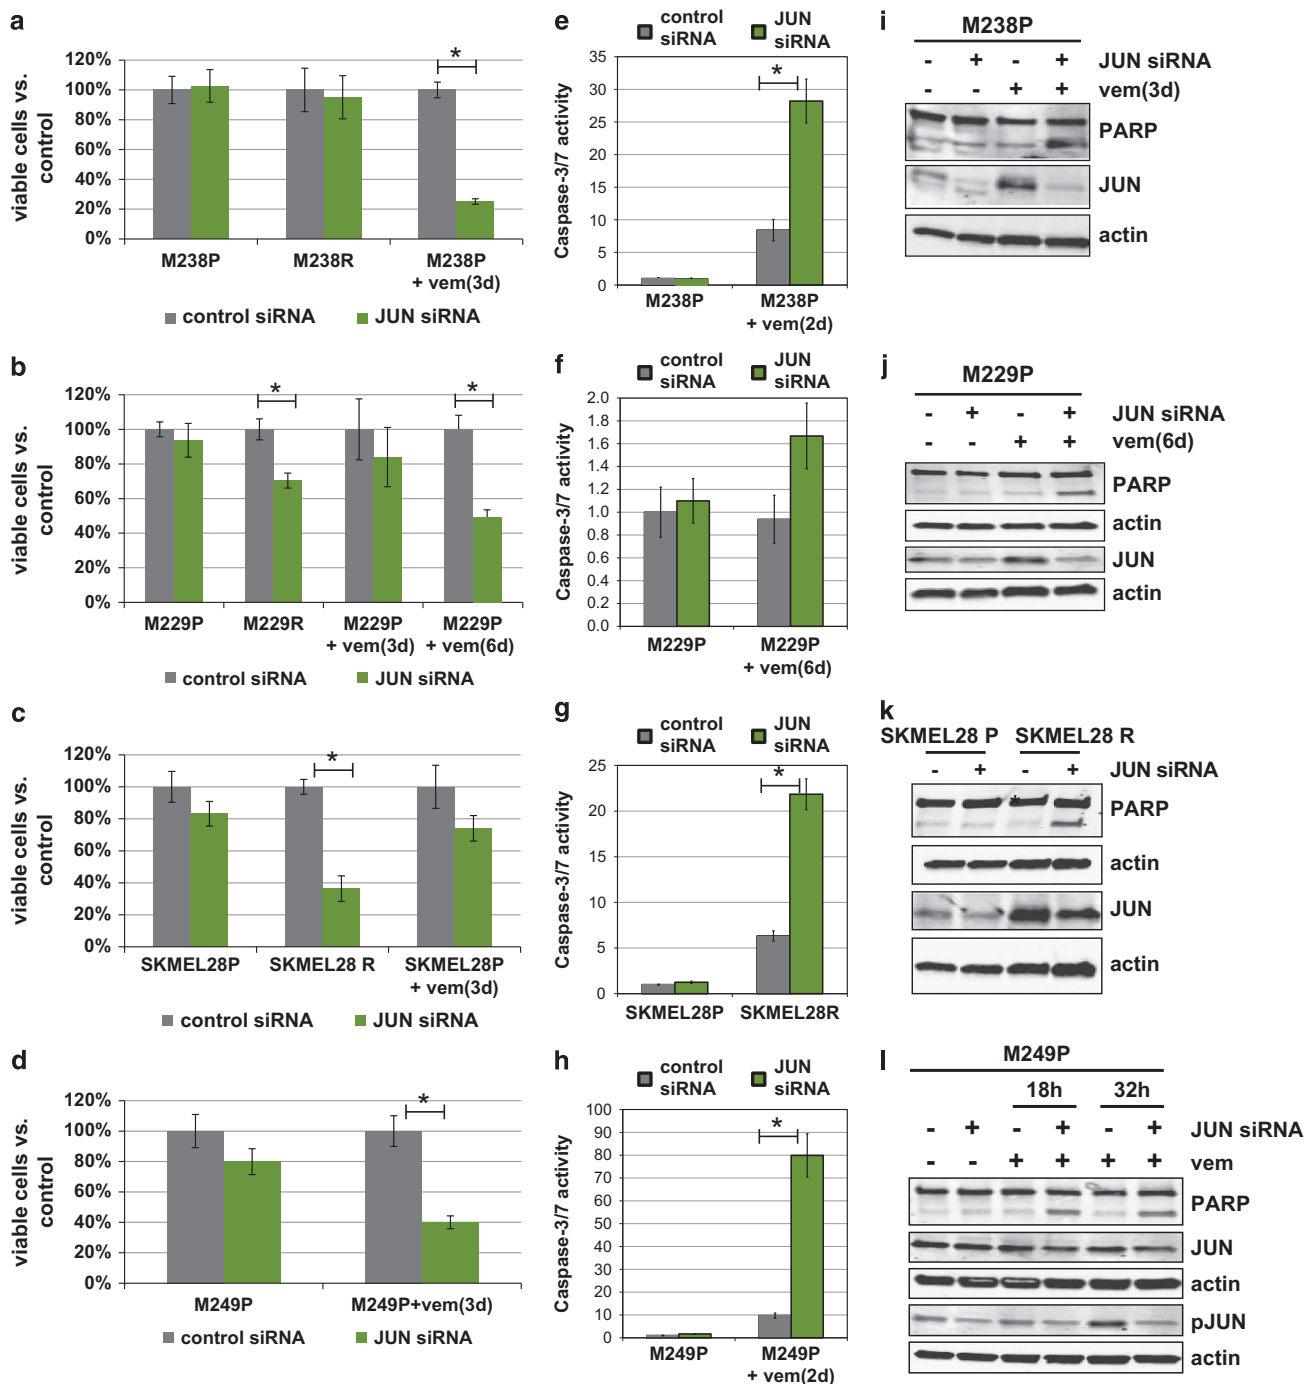 a
120%
100%
80%
60%
40%
20%
0%
viable cells vs.
control
*
M238P
M238R
M238P
+ vem(3d)
control siRNA
JUN siRNA
e
control
siRNA
JUN
siRNA
35
30
25
20
15
10
5
0
Caspase-3/7 activity
*
M238P
M238P
+ vem(2d)
i
M238P
- + - + JUN siRNA
- - + + vem(3d)
PARP
JUN
actin
b
120%
100%
80%
60%
40%
20%
0%
viable cells vs.
control
*
*
M229P
M229R
M229P
+ vem(3d)
M229P
+ vem(6d)
control siRNA
JUN siRNA
f
control
siRNA
JUN
siRNA
2.0
1.8
1.6
1.4
1.2
1.0
0.8
0.6
0.4
0.2
0.0
Caspase-3/7 activity
M229P
M229P
+ vem(6d)
j
M229P
- + - + JUN siRNA
- - + + vem(6d)
PARP
actin
JUN
actin
c
120%
100%
80%
60%
40%
20%
0%
viable cells vs.
control
*
SKMEL28P
SKMEL28 R
SKMEL28P
+ vem(3d)
control siRNA
JUN siRNA
g
control
siRNA
JUN
siRNA
25
20
15
10
5
0
Caspase-3/7 activity
*
SKMEL28P
SKMEL28R
k
SKMEL28 P SKMEL28 R
- + - + JUN siRNA
*
PARP
actin
JUN
actin
d
120%
100%
80%
60%
40%
20%
0%
viable cells vs.
control
*
M249P
M249P+vem(3d)
control siRNA
JUN siRNA
h
control
siRNA
JUN
siRNA
100
90
80
70
60
50
40
30
20
10
0
Caspase-3/7 activity
*
M249P
M249P
+ vem(2d)
l
M249P
18h 32h
- + - + - + JUN siRNA
- - + + + + vem
PARP
JUN
actin
pJUN
actin